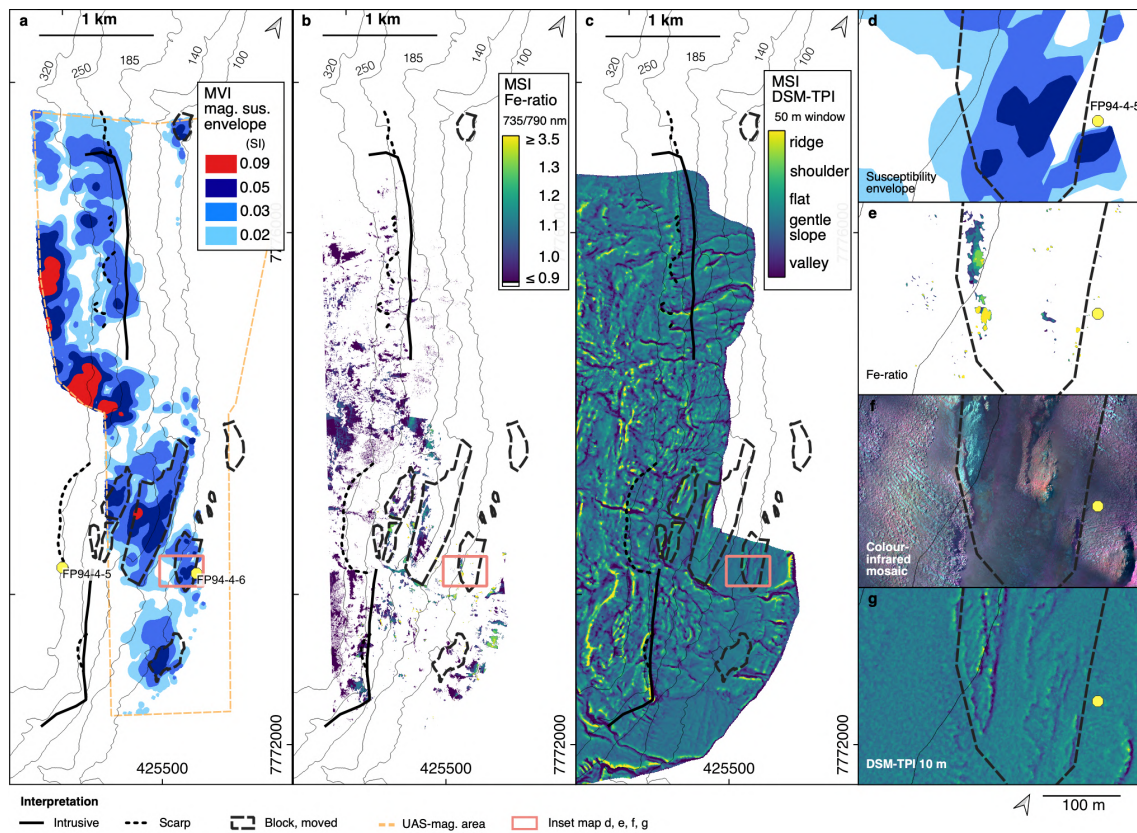 a
1 km
320
250
185
140
100
MVI
mag. sus.
envelope
(SI)
0.09
0.05
0.03
0.02
FP94-4-5
FP94-4-6
7772000
425500
b
1 km
320
250
185
140
100
MSI
Fe-ratio
735/790 nm
≥ 3.5
1.3
1.2
1.1
1.0
≤ 0.9
7772000
425500
c
1 km
320
250
185
140
100
MSI
DSM-TPI
50 m window
ridge
shoulder
flat
gentle
slope
valley
7772000
425500
d
FP94-4-5
Susceptibility
envelope
e
Fe-ratio
f
Colour-
infrared
mosaic
g
DSM-TPI 10 m
Interpretation
Intrusive
Scarp
Block, moved
UAS-mag. area
Inset map d, e, f, g
100 m